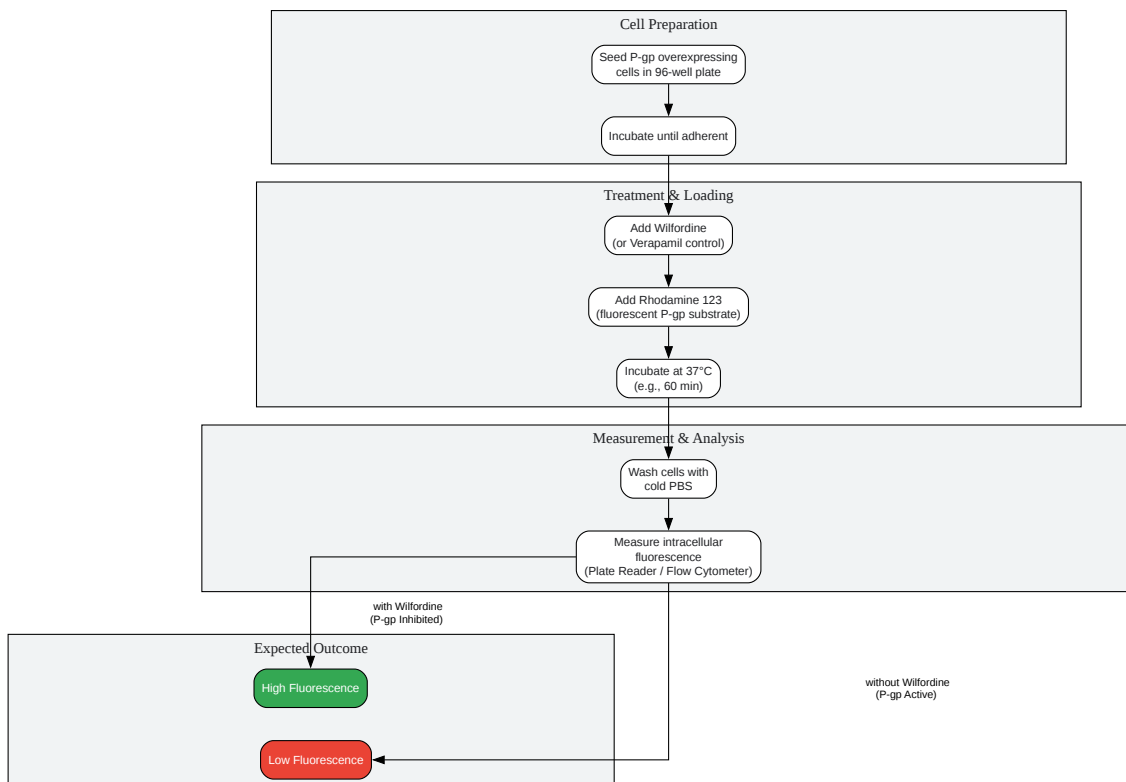 Cell Preparation
Seed P-gp overexpressing
cells in 96-well plate
Incubate until adherent
Treatment & Loading
Add Wilfordine
(or Verapamil control)
Add Rhodamine 123
(fluorescent P-gp substrate)
Incubate at 37°C
(e.g., 60 min)
Measurement & Analysis
Wash cells with
cold PBS
Measure intracellular
fluorescence
(Plate Reader / Flow Cytometer)
with Wilfordine
(P-gp Inhibited)
Expected Outcome
High Fluorescence
without Wilfordine
(P-gp Active)
Low Fluorescence